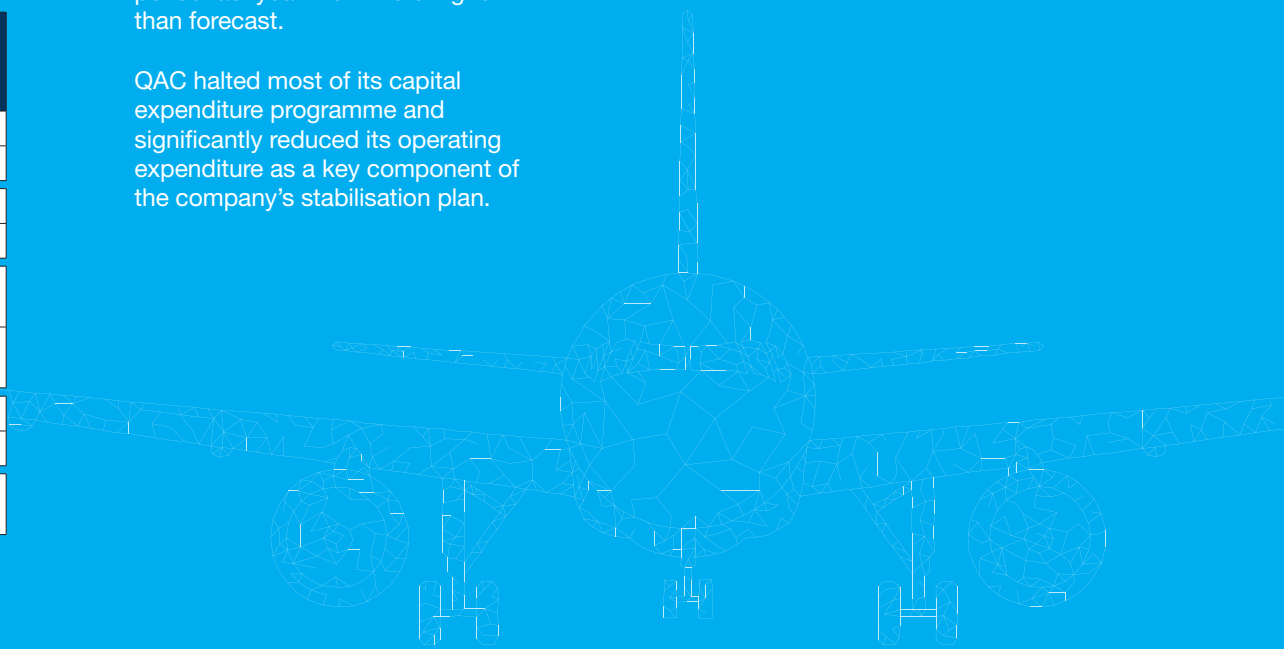 than forecast.
QAC halted most of its capital
expenditure programme and
significantly reduced its operating
expenditure as a key component of
the company’s stabilisation plan.